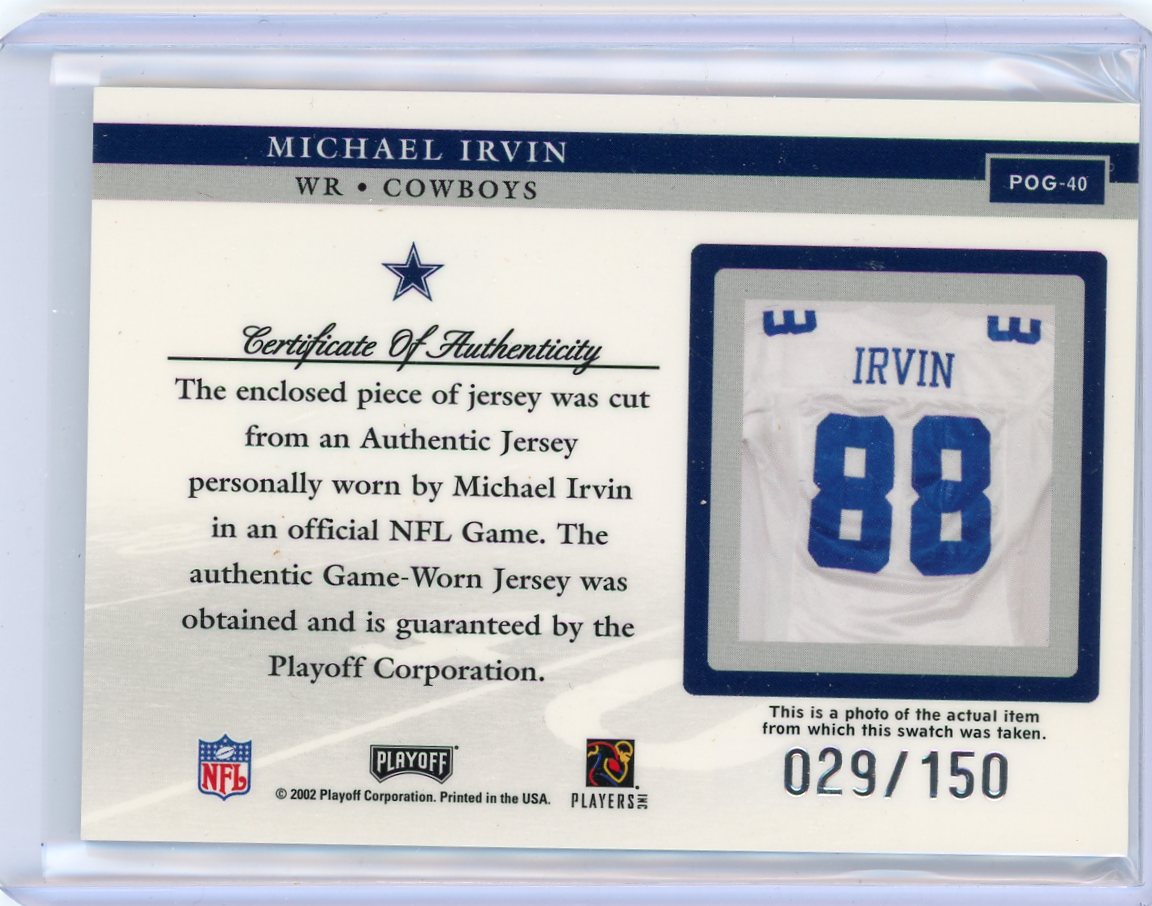 MICHAEL IRVIN
WR • COWBOYS
POG-40
Certificate Of Authenticity
The enclosed piece of jersey was cut
from an Authentic Jersey
personally worn by Michael Irvin
in an official NFL Game. The
authentic Game-Worn Jersey was
obtained and is guaranteed by the
Playoff Corporation.
IRVIN
88
This is a photo of the actual item
from which this swatch was taken.
029/150
NFL
PLAYOFF
© 2002 Playoff Corporation. Printed in the USA.
PLAYERS INC